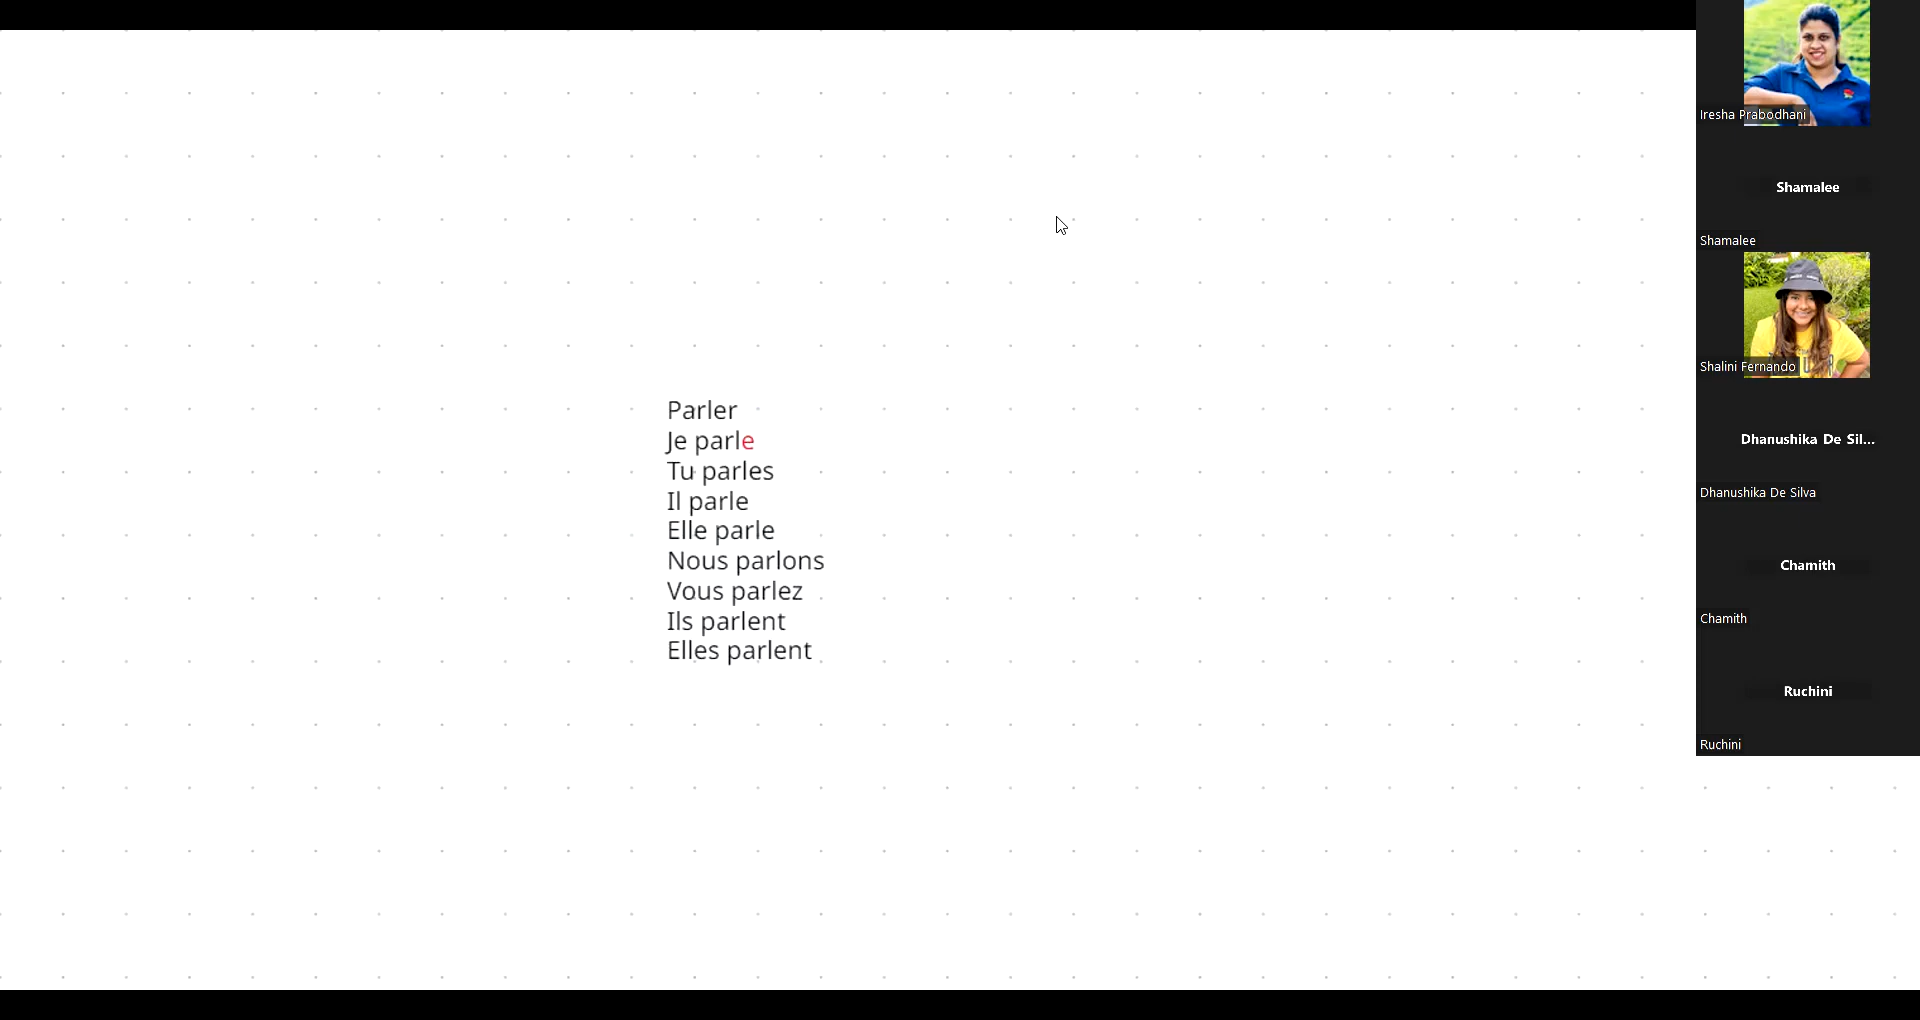 Parler
Je parle
Tu parles
Il parle
Elle parle
Nous parlons
Vous parlez
Ils parlent
Elles parlent
Iresha Prabodhani
Shamalee
Shamalee
Shalini Fernando
Dhanushika De Sil...
Dhanushika De Silva
Chamith
Chamith
Ruchini
Ruchini